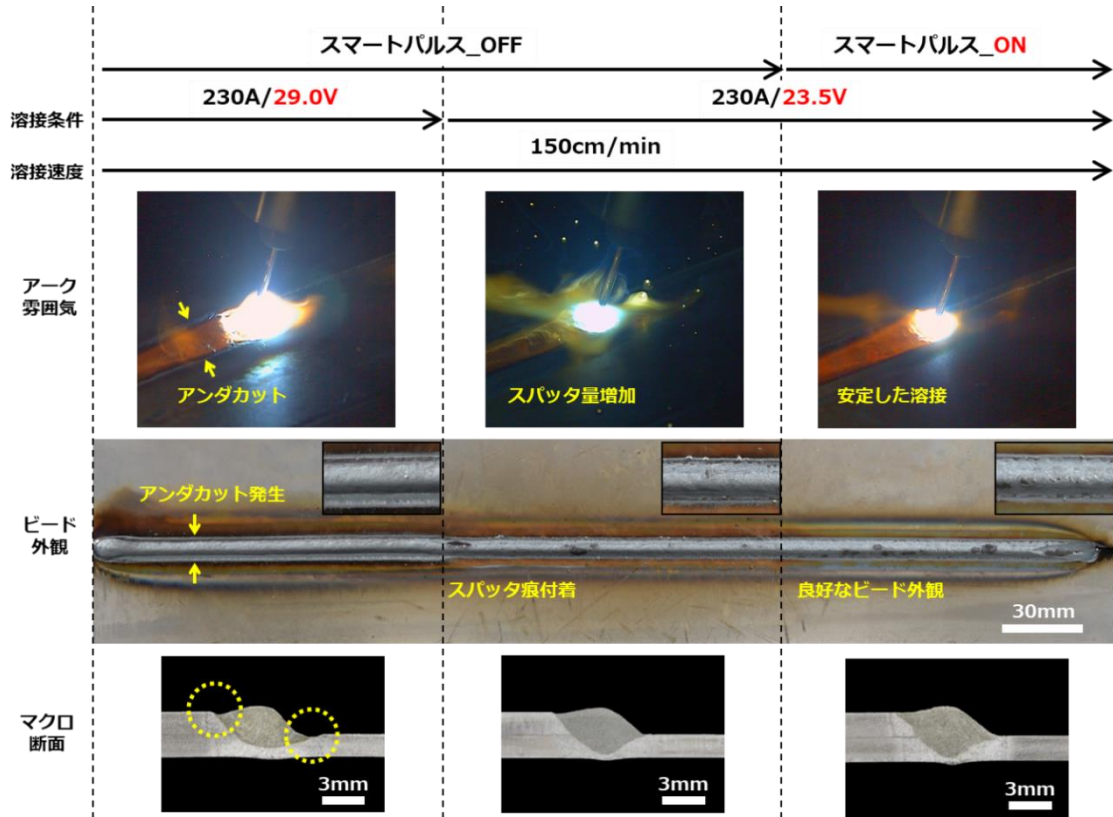 スマートパルス_OFF
スマートパルス_ON
230A/29.0V
230A/23.5V
溶接条件
150cm/min
溶接速度
アーク
雰囲気
アンダカット
スパッタ量増加
安定した溶接
アンダカット発生
ビード
外観
スパッタ痕付着
良好なビード外観
30mm
マクロ
断面
3mm
3mm
3mm